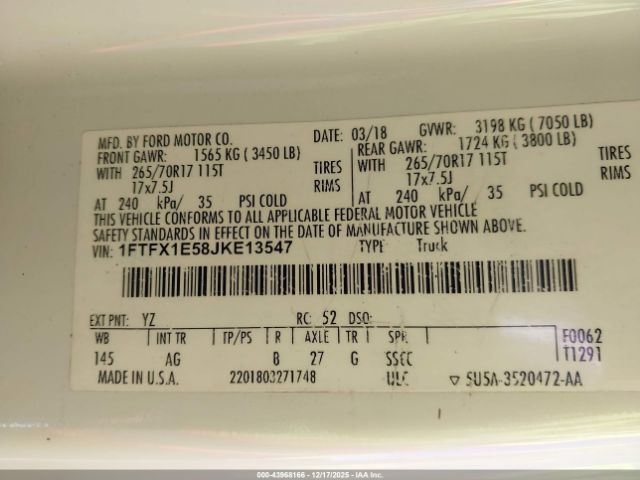 MFD. BY FORD MOTOR CO. DATE: 03/18 GVWR: 3198 KG ( 7050 LB)
FRONT GAWR: 1565 KG ( 3450 LB) REAR GAWR: 1724 KG ( 3800 LB)
WITH 265/70R17 115T TIRES WITH 265/70R17 115T TIRES
17x7.5J RIMS 17x7.5J RIMS
AT 240 kPa/ 35 PSI COLD AT 240 kPa/ 35 PSI COLD
THIS VEHICLE CONFORMS TO ALL APPLICABLE FEDERAL MOTOR VEHICLE
SAFETY STANDARDS IN EFFECT ON THE DATE OF MANUFACTURE SHOWN ABOVE.
VIN: 1FTFX1E58JKE13547 TYPE Truck
EXT PNT: YZ RC: 52 DSO:
WB INT TR TP/PS R AXLE TR SPR F0062
145 AG B 27 G SSCC T1291
MADE IN U.S.A. 2201803271748 ▽ 5U5A-3520472-AA
000-43968166 - 12/17/2025 - IAA Inc.